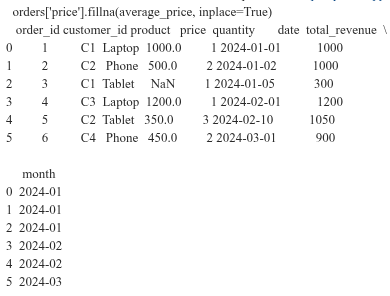 orders['price'].fillna(average_price, inplace=True)
order_id customer_id product price quantity date total_revenue \
0 1 C1 Laptop 1000.0 1 2024-01-01 1000
1 2 C2 Phone 500.0 2 2024-01-02 1000
2 3 C1 Tablet NaN 1 2024-01-05 300
3 4 C3 Laptop 1200.0 1 2024-02-01 1200
4 5 C2 Tablet 350.0 3 2024-02-10 1050
5 6 C4 Phone 450.0 2 2024-03-01 900
month
0 2024-01
1 2024-01
2 2024-01
3 2024-02
4 2024-02
5 2024-03